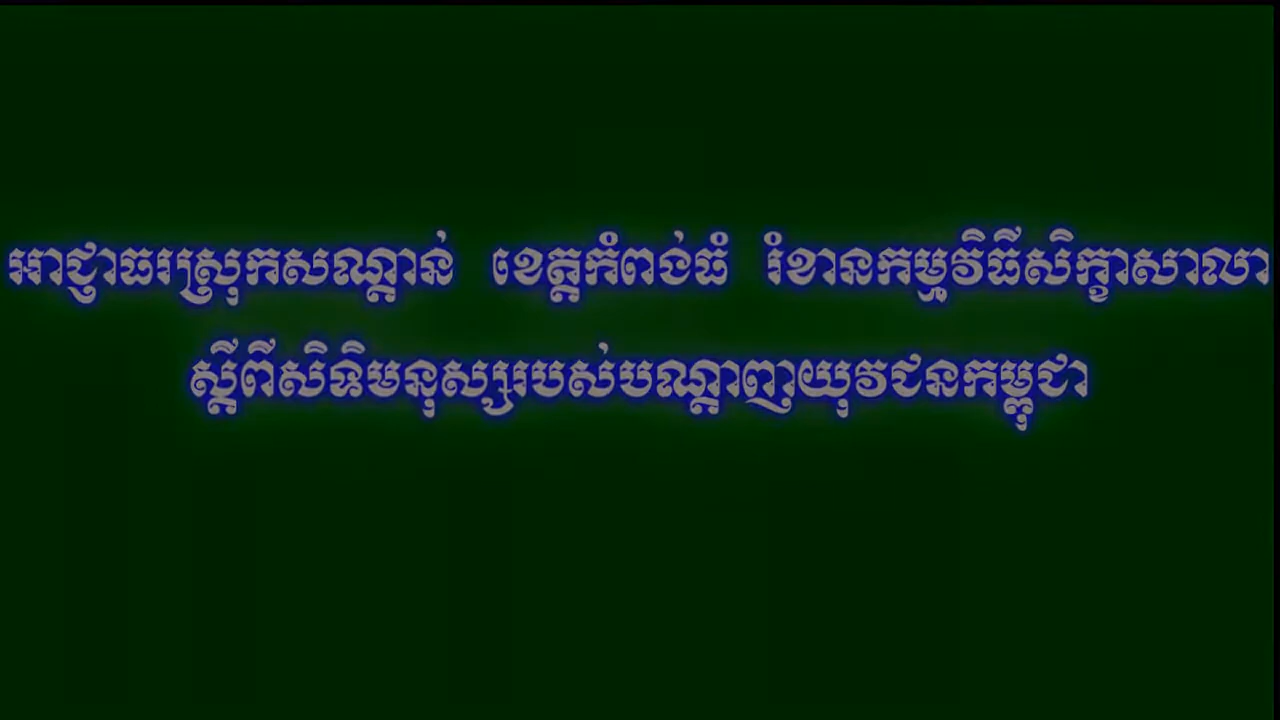 អាជ្ញាធរស្រុកសណ្ដាន់ ខេត្តកំពង់ធំ រំខានកម្មវិធីសិក្ខាសាលា
ស្ដីពីសិទិមនុស្សរបស់បណ្ដាញយុវជនកម្ពុជា